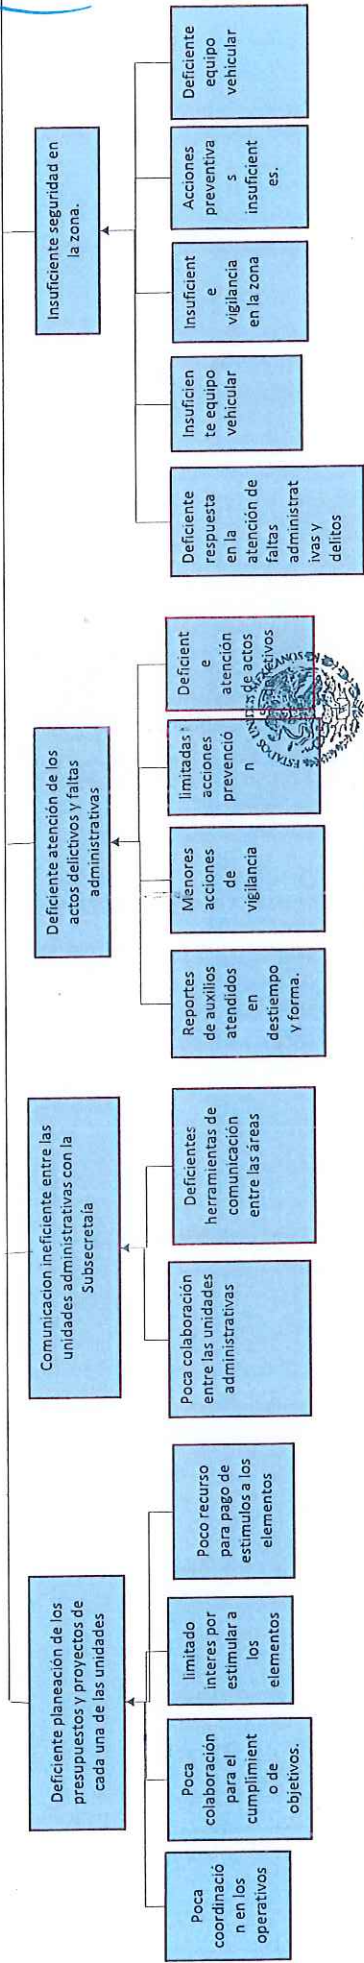 Deficiente planeación de los
presupuestos y proyectos de
cada una de las unidades
Poca
coordinació
n en los
operativos
Poca
colaboración
para el
cumplimient
o de
objetivos.
limitado
interes por
estimular a
los
elementos
Poco recurso
para pago de
estimulos a los
elementos
Comunicacion ineficiente entre las
unidades administrativas con la
Subsecretaía
Poca colaboración
entre las unidades
administrativas
Deficientes
herramientas de
comunicación
entre las áreas
Deficiente atención de los
actos delictivos y faltas
administrativas
Reportes
de auxilios
atendidos
en
destiempo
y forma.
Menores
acciones
de
vigilancia
limitadas
acciones
prevenció
n
Deficient
e
atención
de actos
delictivos
ESTADOS UNIDOS MEXICANOS
Insuficiente seguridad en
la zona.
Deficiente
respuesta
en la
atención de
faltas
administrat
ivas y
delitos
Insuficien
te equipo
vehicular
Insuficient
e
vigilancia
en la zona
Acciones
preventiva
s
insuficient
es.
Deficiente
equipo
vehicular